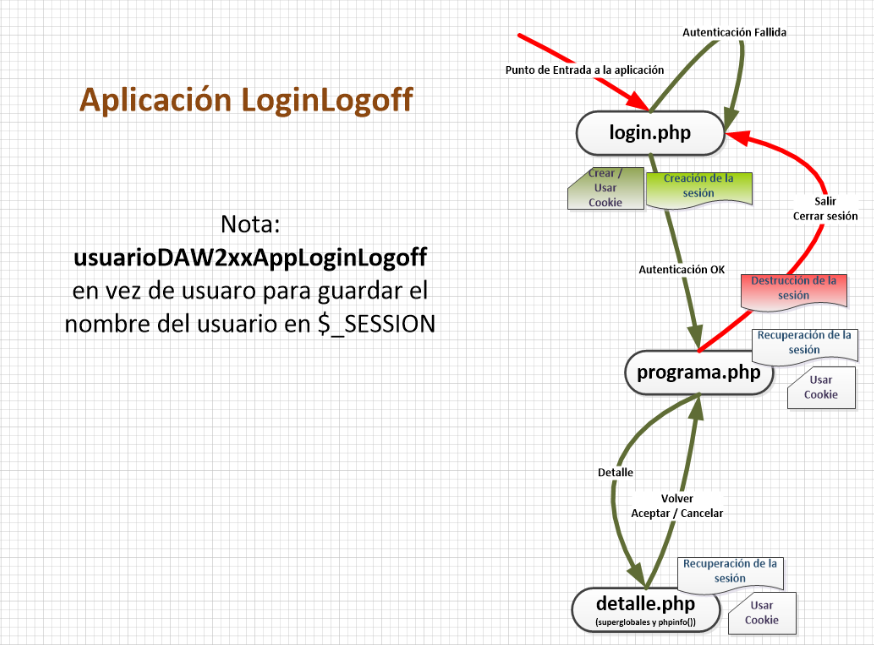 Autenticación Fallida
Punto de Entrada a la aplicación
Aplicación LoginLogoff
login.php
Crear /
Usar
Cookie
Creación de la
sesión
Salir
Cerrar sesión
Nota:
usuarioDAW2xxAppLoginLogoff
en vez de usuaro para guardar el
nombre del usuario en $_SESSION
Autenticación OK
Destrucción de la
sesión
Recuperación de la
sesión
programa.php
Usar
Cookie
Detalle
Volver
Aceptar / Cancelar
Recuperación de la
sesión
detalle.php
(superglobales y phpinfo())
Usar
Cookie